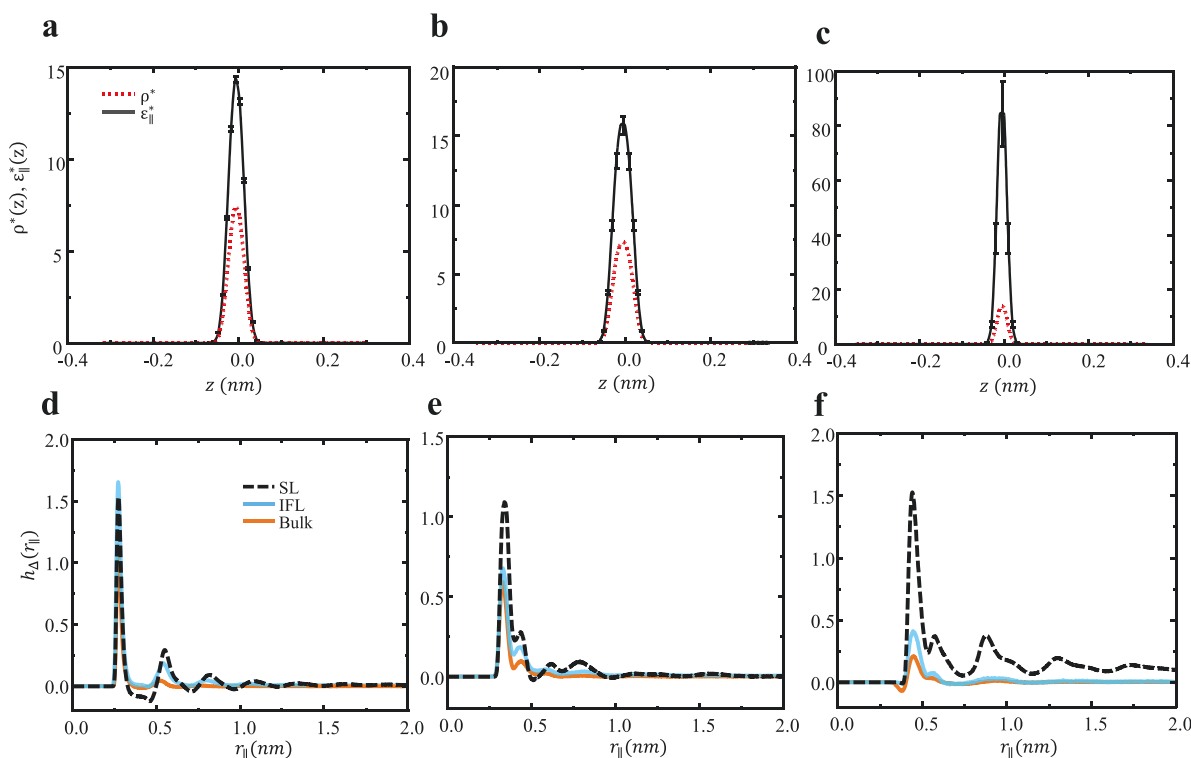 a
15
10
5
0
-0.4 -0.2 0.0 0.2 0.4
z (nm)
ρ*(z), ε∥*(z)
ρ*
ε∥*
b
20
15
10
5
0
-0.4 -0.2 0.0 0.2 0.4
z (nm)
c
100
80
60
40
20
0
-0.4 -0.2 0.0 0.2 0.4
z (nm)
d
2.0
1.5
1.0
0.5
0.0
0.0 0.5 1.0 1.5 2.0
r∥(nm)
hΔ(r∥)
SL
IFL
Bulk
e
1.5
1.0
0.5
0.0
0.0 0.5 1.0 1.5 2.0
r∥(nm)
f
2.0
1.5
1.0
0.5
0.0
0.0 0.5 1.0 1.5 2.0
r∥(nm)